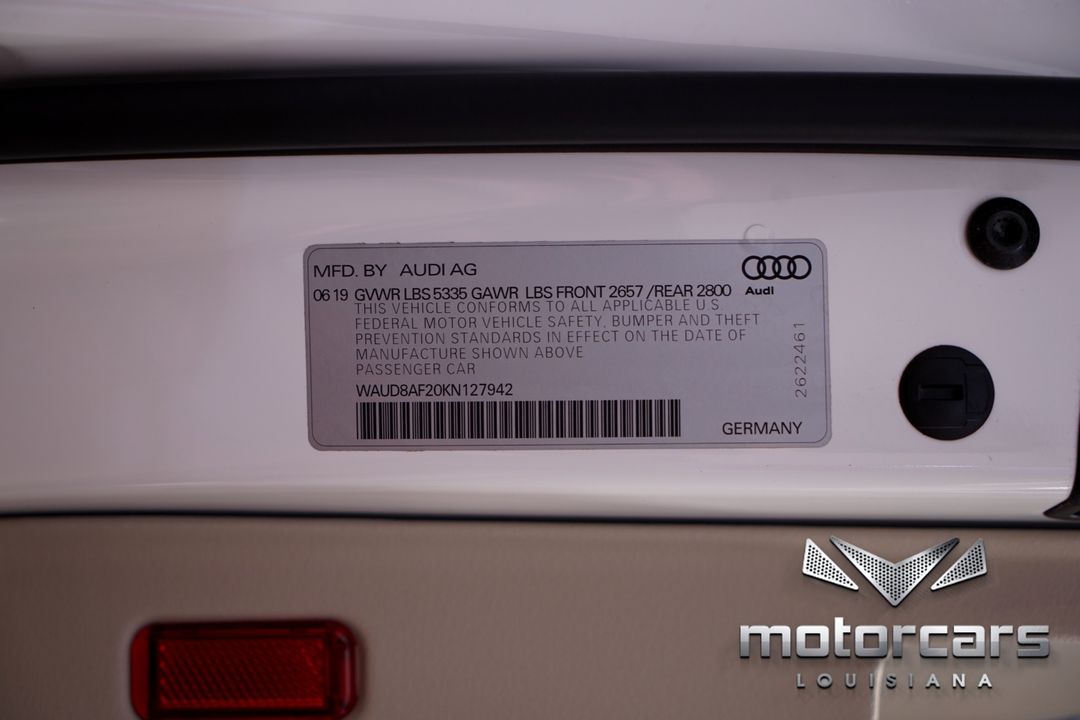 MFD. BY AUDI AG
Audi
06 19 GVWR LBS 5335 GAWR LBS FRONT 2657 /REAR 2800
THIS VEHICLE CONFORMS TO ALL APPLICABLE U S
FEDERAL MOTOR VEHICLE SAFETY, BUMPER AND THEFT
PREVENTION STANDARDS IN EFFECT ON THE DATE OF
MANUFACTURE SHOWN ABOVE
PASSENGER CAR
WAUD8AF20KN127942
2622461
GERMANY
motorcars
LOUISIANA